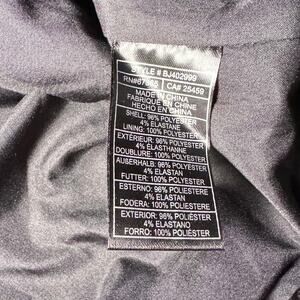 STYLE # BJ402999
CA# 25459
MADE IN CHINA
FABRIQUE EN CHINE
HECHO EN CHINA
SHELL: 96% POLYESTER
4% ELASTANE
LINING: 100% POLYESTER
EXTÉRIEUR: 96% POLYESTER
4% ÉLASTHANNE
DOUBLURE: 100% POLYESTER
AUßERHALB: 96% POLYESTER
4% ELASTAN
FUTTER: 100% POLYESTER
ESTERNO: 96% POLIESTERE
4% ELASTAN
FODERA: 100% POLIESTERE
EXTERIOR: 96% POLIÉSTER
4% ELASTANO
FORRO: 100% POLIÉSTER